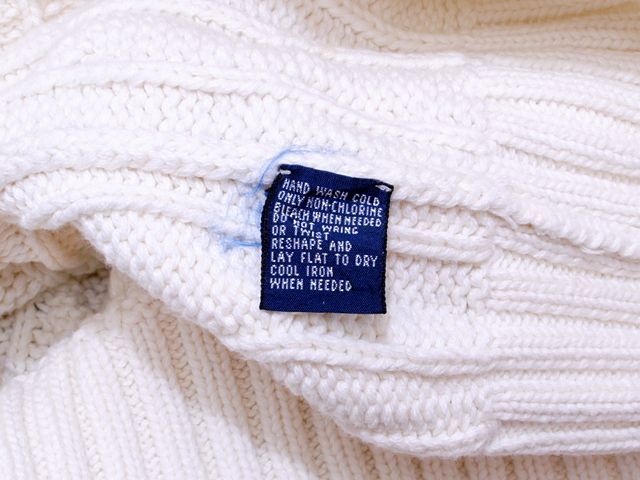 HAND WASH COLD
ONLY NON-CHLORINE
BLEACH WHEN NEEDED
DO NOT WRING
OR TWIST
RESHAPE AND
LAY FLAT TO DRY
COOL IRON
WHEN NEEDED